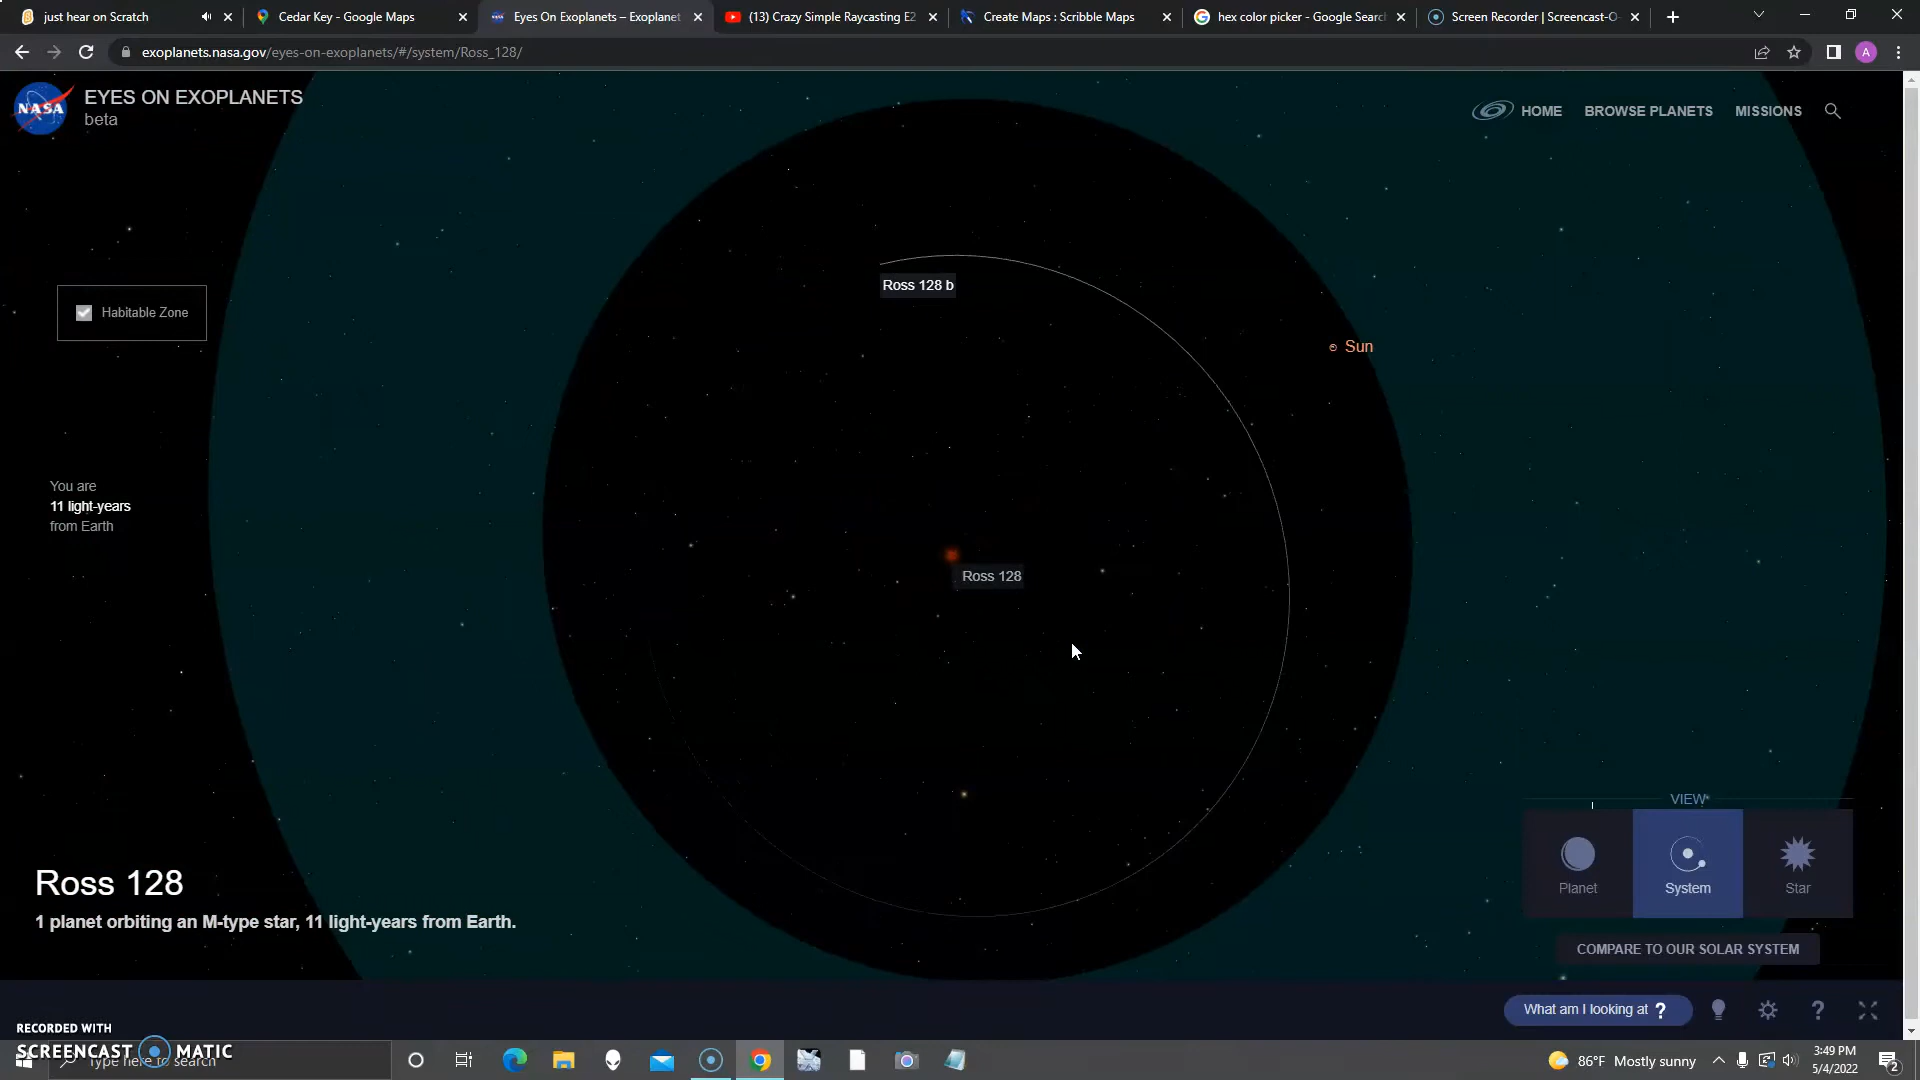 just hear on Scratch
Cedar Key - Google Maps
Eyes On Exoplanets – Exoplanet
(13) Crazy Simple Raycasting E2
Create Maps : Scribble Maps
hex color picker - Google Search
Screen Recorder | Screencast-O
exoplanets.nasa.gov/eyes-on-exoplanets/#/system/Ross_128/
A
NASA
EYES ON EXOPLANETS
beta
HOME
BROWSE PLANETS
MISSIONS
Ross 128 b
Habitable Zone
Sun
You are
11 light-years
from Earth
Ross 128
VIEW
Planet
System
Star
Ross 128
1 planet orbiting an M-type star, 11 light-years from Earth.
COMPARE TO OUR SOLAR SYSTEM
What am I looking at ?
?
RECORDED WITH
SCREENCAST MATIC
Type here to search
86°F Mostly sunny
3:49 PM
5/4/2022
2